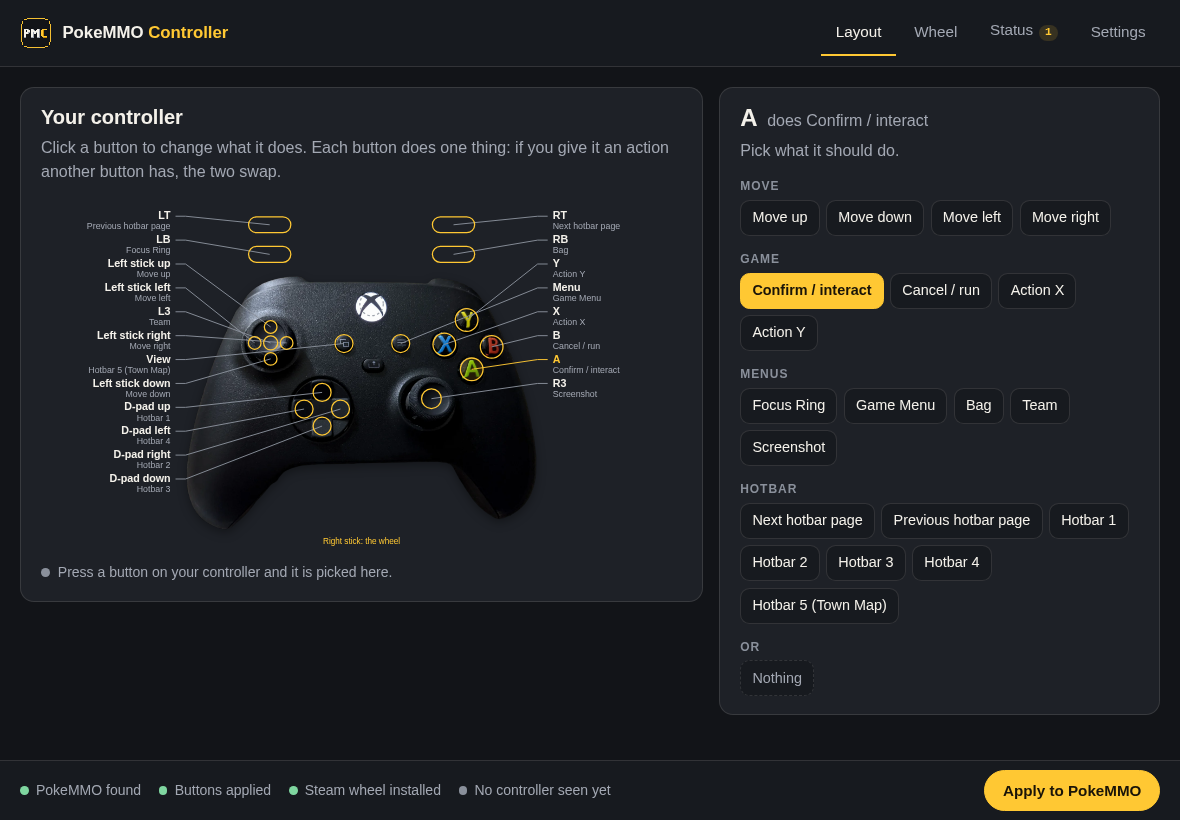 PMC PokeMMO Controller
Layout
Wheel
Status 1
Settings
Your controller
Click a button to change what it does. Each button does one thing: if you give it an action
another button has, the two swap.
LT
Previous hotbar page
LB
Focus Ring
Left stick up
Move up
Left stick left
Move left
L3
Team
Left stick right
Move right
View
Hotbar 5 (Town Map)
Left stick down
Move down
D-pad up
Hotbar 1
D-pad left
Hotbar 4
D-pad right
Hotbar 2
D-pad down
Hotbar 3
Y
X
B
A
RT
Next hotbar page
RB
Bag
Y
Action Y
Menu
Game Menu
X
Action X
B
Cancel / run
A
Confirm / interact
R3
Screenshot
Right stick: the wheel
Press a button on your controller and it is picked here.
A does Confirm / interact
Pick what it should do.
MOVE
Move up Move down Move left Move right
GAME
Confirm / interact Cancel / run Action X
Action Y
MENUS
Focus Ring Game Menu Bag Team
Screenshot
HOTBAR
Next hotbar page Previous hotbar page Hotbar 1
Hotbar 2 Hotbar 3 Hotbar 4
Hotbar 5 (Town Map)
OR
Nothing
PokeMMO found Buttons applied Steam wheel installed No controller seen yet
Apply to PokeMMO